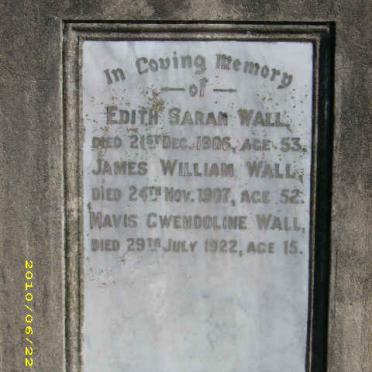 In Loving Memory
of
EDITH SARAH WALL,
DIED 21ST DEC. 1906, AGE 53.
JAMES WILLIAM WALL,
DIED 24TH NOV. 1907, AGE 52.
MAVIS GWENDOLINE WALL,
DIED 29TH JULY 1922, AGE 15.
2010/06/22